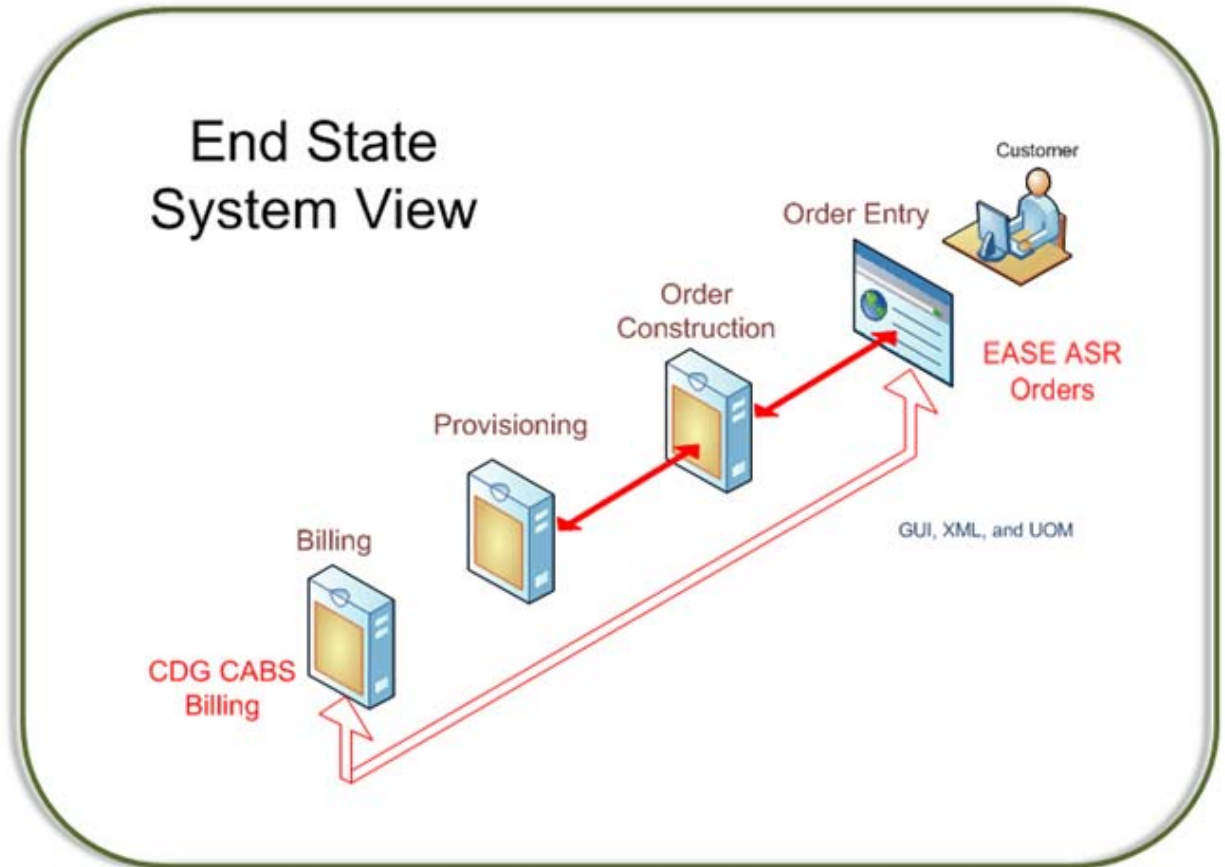 End State
System View
Customer
Order Entry
Order
Construction
EASE ASR
Orders
Provisioning
GUI, XML, and UOM
Billing
CDG CABS
Billing